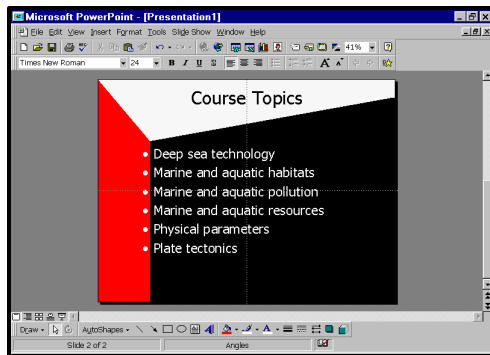 Microsoft PowerPoint - [Presentation1]
File Edit View Insert Format Tools Slide Show Window Help
41%
Times New Roman 24 B I U S
Course Topics
• Deep sea technology
• Marine and aquatic habitats
• Marine and aquatic pollution
• Marine and aquatic resources
• Physical parameters
• Plate tectonics
Draw AutoShapes
Slide 2 of 2 Angles